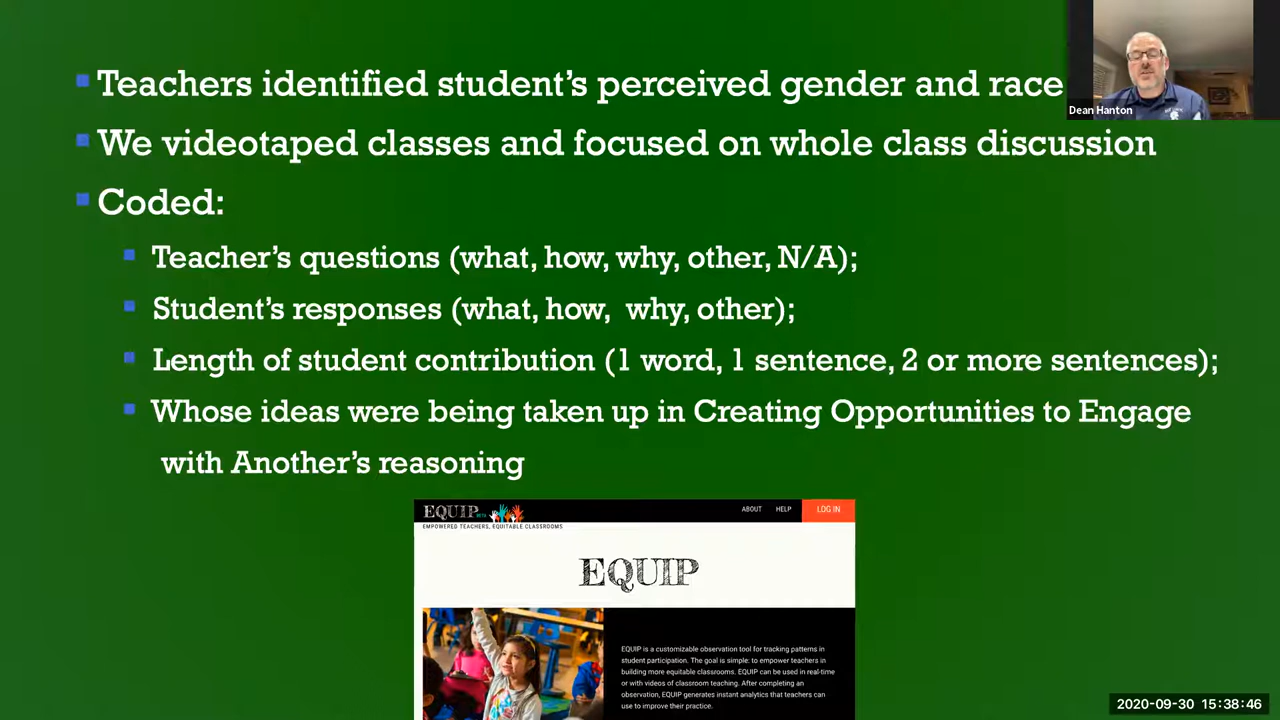 Teachers identified student's perceived gender and race
Dean Hanton
We videotaped classes and focused on whole class discussion
Coded:
Teacher's questions (what, how, why, other, N/A);
Student's responses (what, how, why, other);
Length of student contribution (1 word, 1 sentence, 2 or more sentences);
Whose ideas were being taken up in Creating Opportunities to Engage
with Another's reasoning
EQUIP BETA
ABOUT HELP LOG IN
EMPOWERED TEACHERS, EQUITABLE CLASSROOMS
EQUIP
EQUIP is a customizable observation tool for tracking patterns in
student participation. The goal is simple: to empower teachers in
building more equitable classrooms. EQUIP can be used in real-time
or with videos of classroom teaching. After completing an
observation, EQUIP generates instant analytics that teachers can
use to improve their practice.
2020-09-30 15:38:46